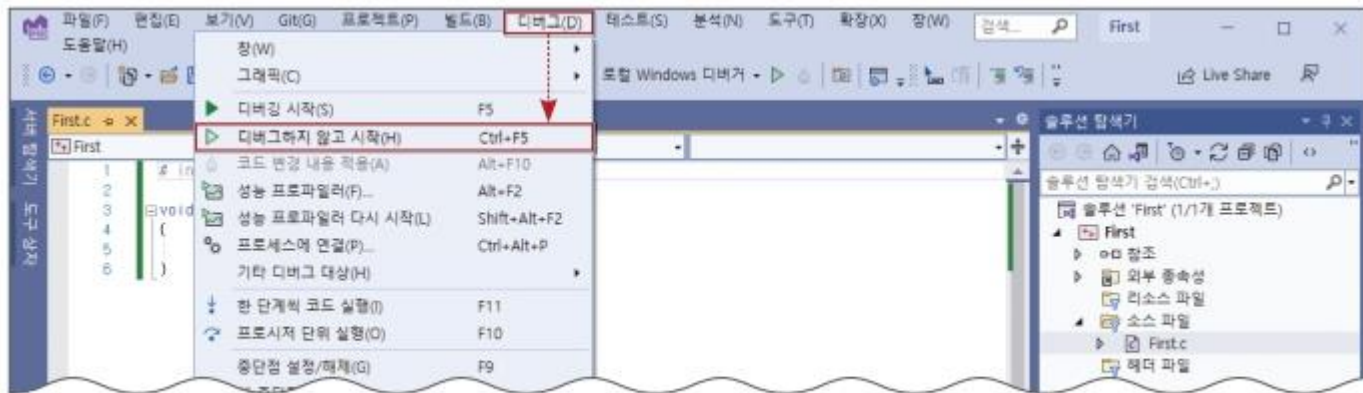 파일(F) 편집(E) 보기(V) Git(G) 프로젝트(P) 빌드(B) 디버그(D) 테스트(S) 분석(N) 도구(T) 확장(X) 창(W) 검색... First
도움말(H)
로컬 Windows 디버거 Live Share
서버 탐색기 도구 상자
First.c
First
1 # in
2
3 void
4 {
5
6 }
창(W)
그래픽(C)
디버깅 시작(S) F5
디버그하지 않고 시작(H) Ctrl+F5
코드 변경 내용 적용(A) Alt+F10
성능 프로파일러(F)... Alt+F2
성능 프로파일러 다시 시작(L) Shift+Alt+F2
프로세스에 연결(P)... Ctrl+Alt+P
기타 디버그 대상(H)
한 단계씩 코드 실행(I) F11
프로시저 단위 실행(O) F10
중단점 설정/해제(G) F9
솔루션 탐색기
솔루션 탐색기 검색(Ctrl+;)
솔루션 'First' (1/1개 프로젝트)
First
참조
외부 종속성
리소스 파일
소스 파일
First.c
헤더 파일